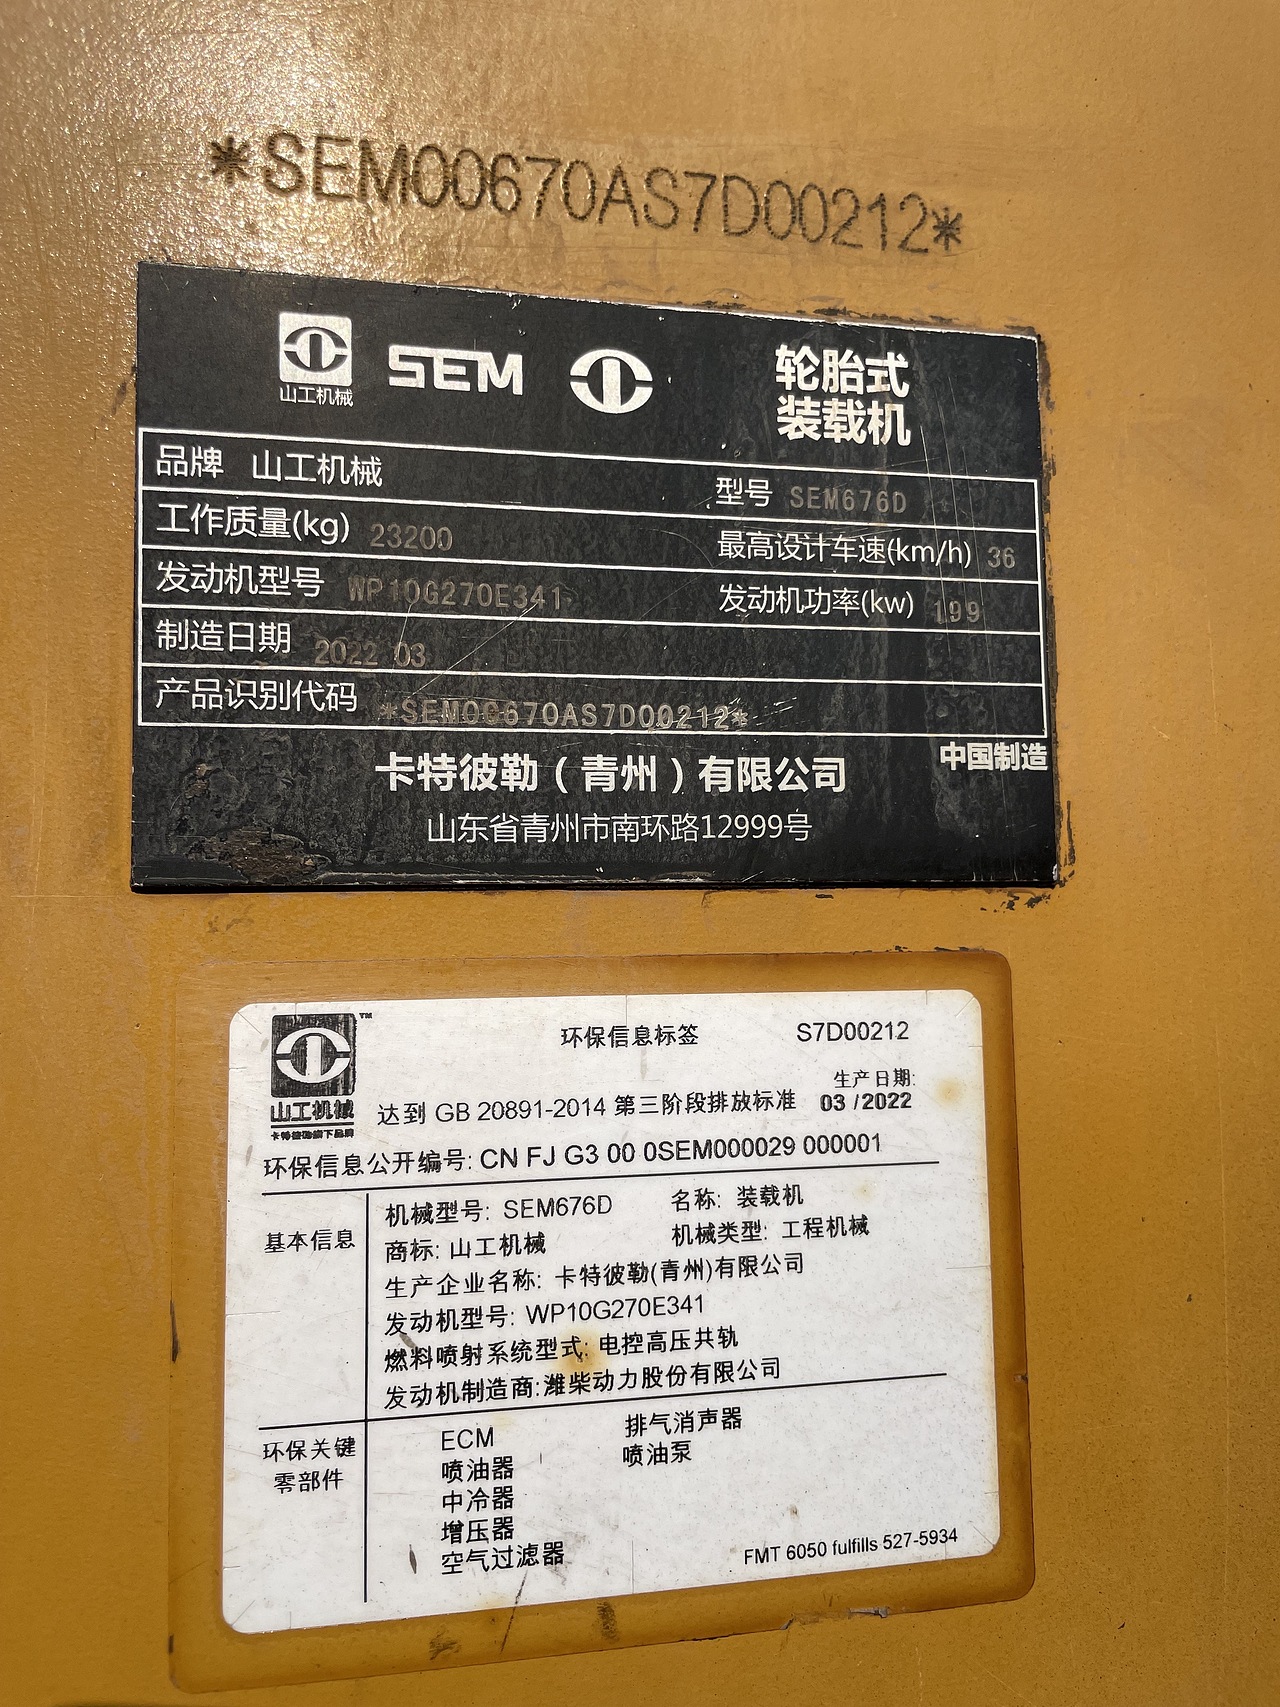 *SEM00670AS7D00212*
山工机械
SEM
轮胎式
装载机
品牌 山工机械
型号 SEM676D
工作质量(kg) 23200
最高设计车速(km/h) 36
发动机型号 WP10G270E341
发动机功率(kw) 199
制造日期 2022 03
产品识别代码 *SEM00670AS7D00212*
中国制造
卡特彼勒（青州）有限公司
山东省青州市南环路12999号
TM
山工机械
卡特彼勒旗下品牌
环保信息标签 S7D00212
生产日期:
达到 GB 20891-2014 第三阶段排放标准 03 /2022
环保信息公开编号: CN FJ G3 00 0SEM000029 000001
基本信息
机械型号: SEM676D 名称: 装载机
商标: 山工机械 机械类型: 工程机械
生产企业名称: 卡特彼勒(青州)有限公司
发动机型号: WP10G270E341
燃料喷射系统型式: 电控高压共轨
发动机制造商:潍柴动力股份有限公司
环保关键
零部件
ECM 排气消声器
喷油器 喷油泵
中冷器
增压器
空气过滤器
FMT 6050 fulfills 527-5934